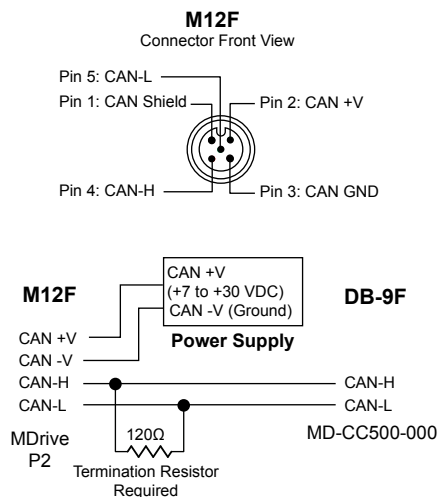 M12F
Connector Front View
Pin 5: CAN-L
Pin 1: CAN Shield
Pin 2: CAN +V
Pin 4: CAN-H
Pin 3: CAN GND
CAN +V
(+7 to +30 VDC)
CAN -V (Ground)
M12F
DB-9F
Power Supply
CAN +V
CAN -V
CAN-H
CAN-H
CAN-L
CAN-L
MDrive
P2
MD-CC500-000
120Ω
Termination Resistor
Required